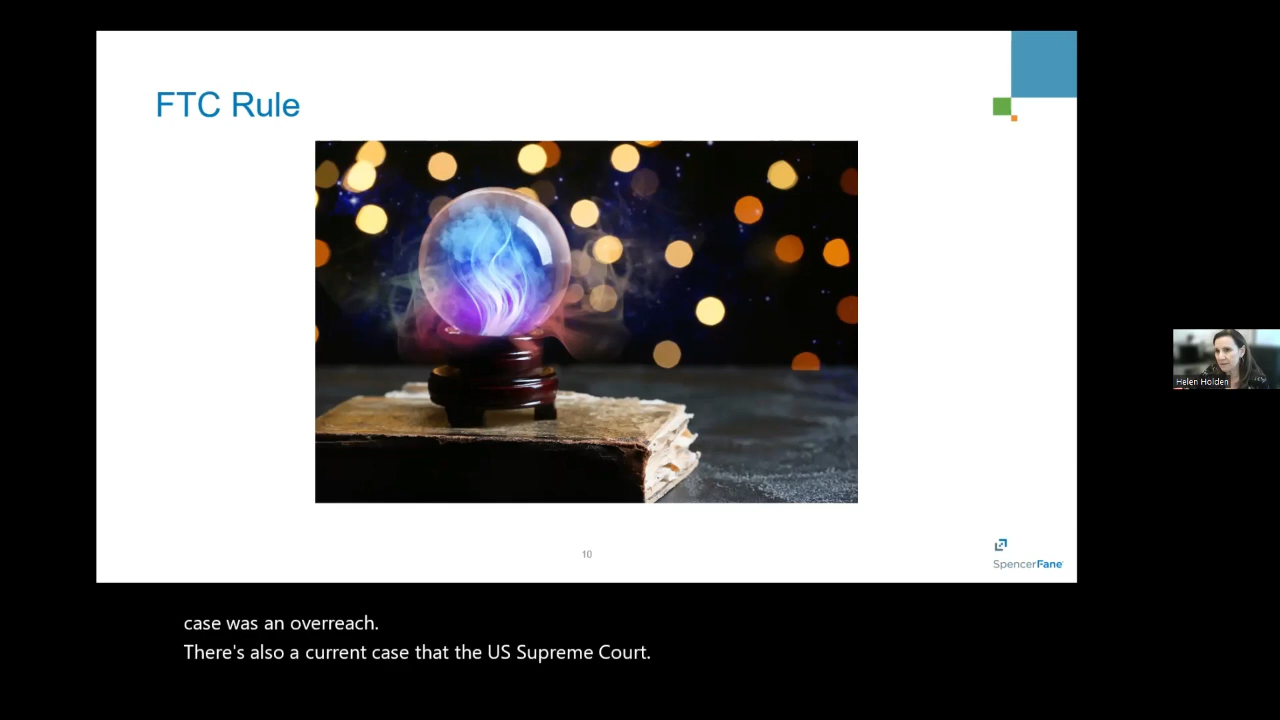 FTC Rule
Helen Holden
10
SpencerFane
case was an overreach.
There's also a current case that the US Supreme Court.